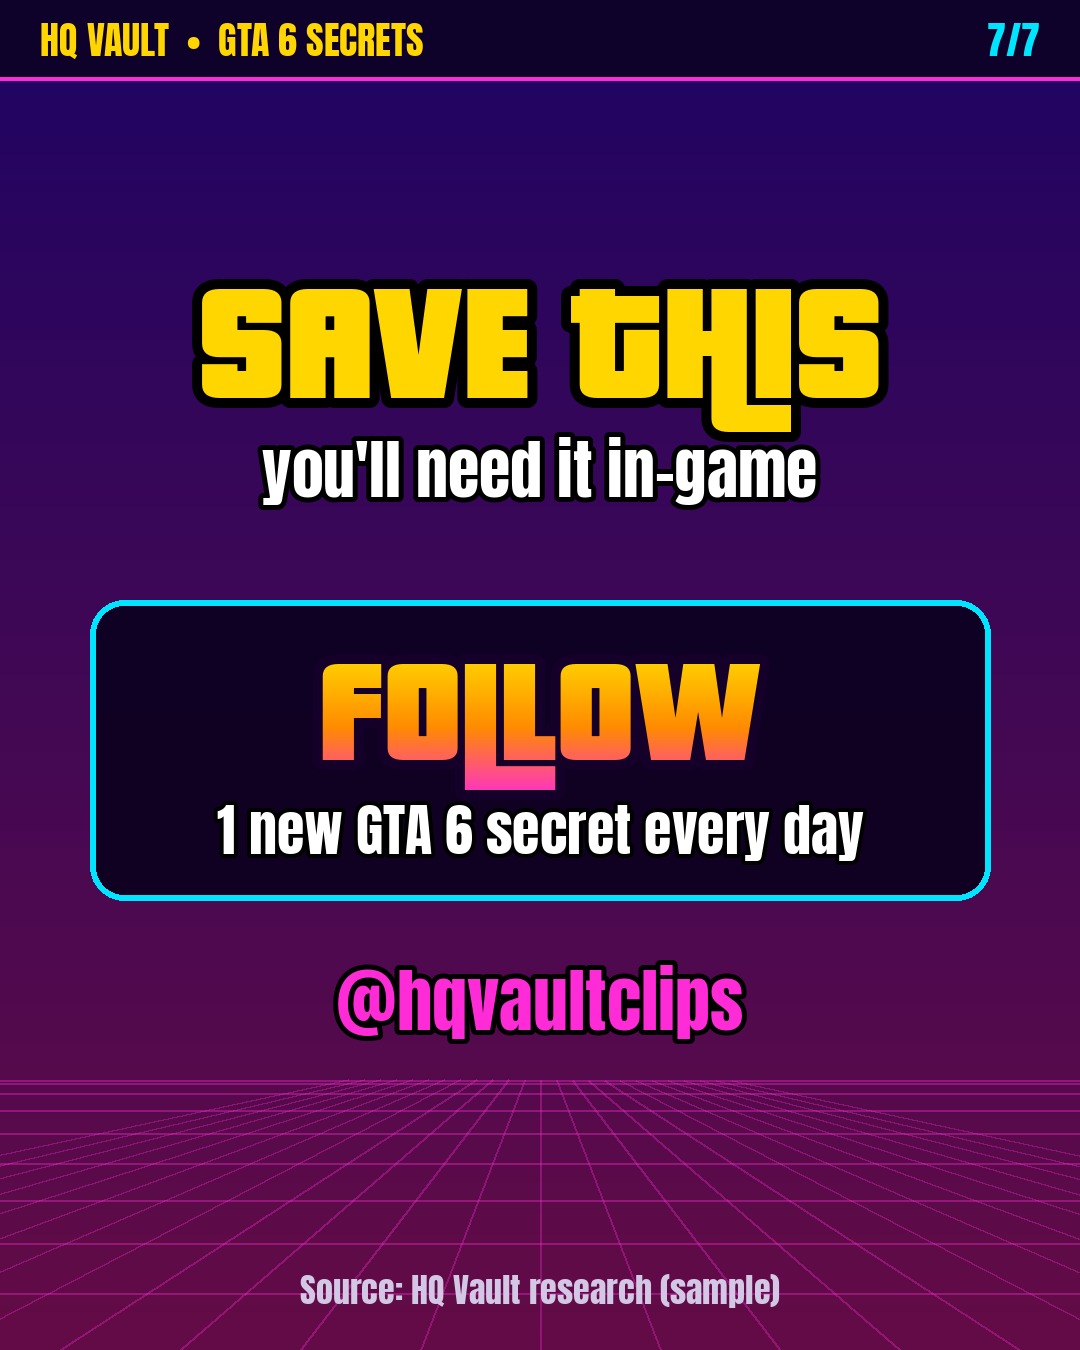 HQ VAULT • GTA 6 SECRETS
7/7
SAVE THIS
you'll need it in-game
FOLLOW
1 new GTA 6 secret every day
@hqvaultclips
Source: HQ Vault research (sample)